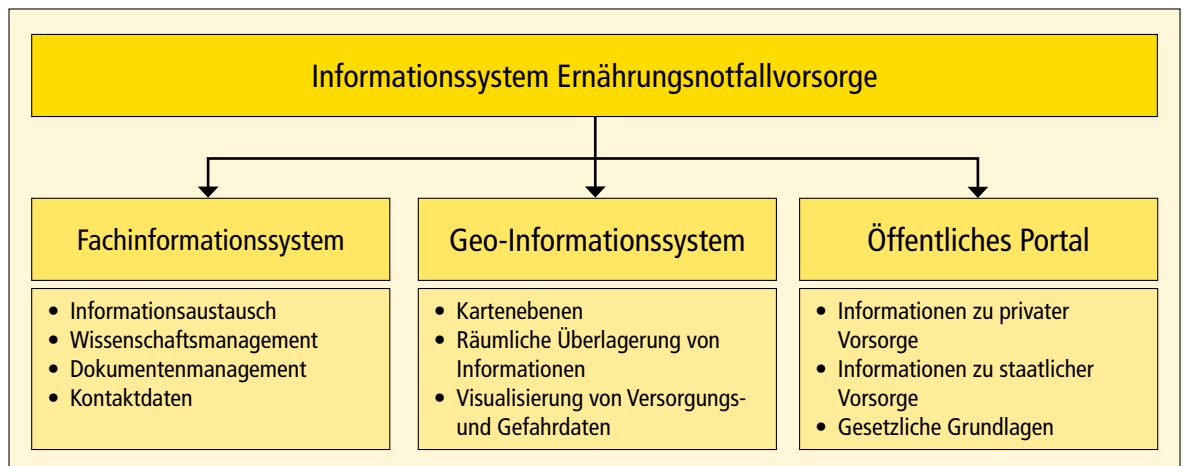 Informationssystem Ernährungsnotfallvorsorge
Fachinformationssystem
• Informationsaustausch
• Wissenschaftsmanagement
• Dokumentenmanagement
• Kontaktdaten
Geo-Informationssystem
• Kartenebenen
• Räumliche Überlagerung von
Informationen
• Visualisierung von Versorgungs-
und Gefahrdaten
Öffentliches Portal
• Informationen zu privater
Vorsorge
• Informationen zu staatlicher
Vorsorge
• Gesetzliche Grundlagen